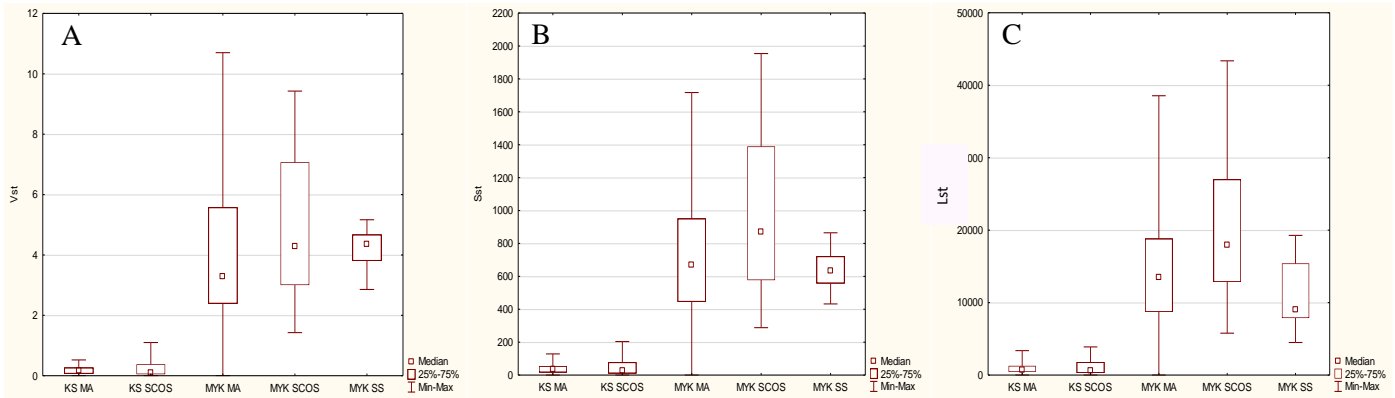 A
Vst
12
10
8
6
4
2
0
KS MA
KS SCOS
MYK MA
MYK SCOS
MYK SS
Median
25%-75%
Min-Max
B
Sst
2200
2000
1800
1600
1400
1200
1000
800
600
400
200
0
KS MA
KS SCOS
MYK MA
MYK SCOS
MYK SS
Median
25%-75%
Min-Max
C
Lst
50000
40000
20000
10000
0
KS MA
KS SCOS
MYK MA
MYK SCOS
MYK SS
Median
25%-75%
Min-Max